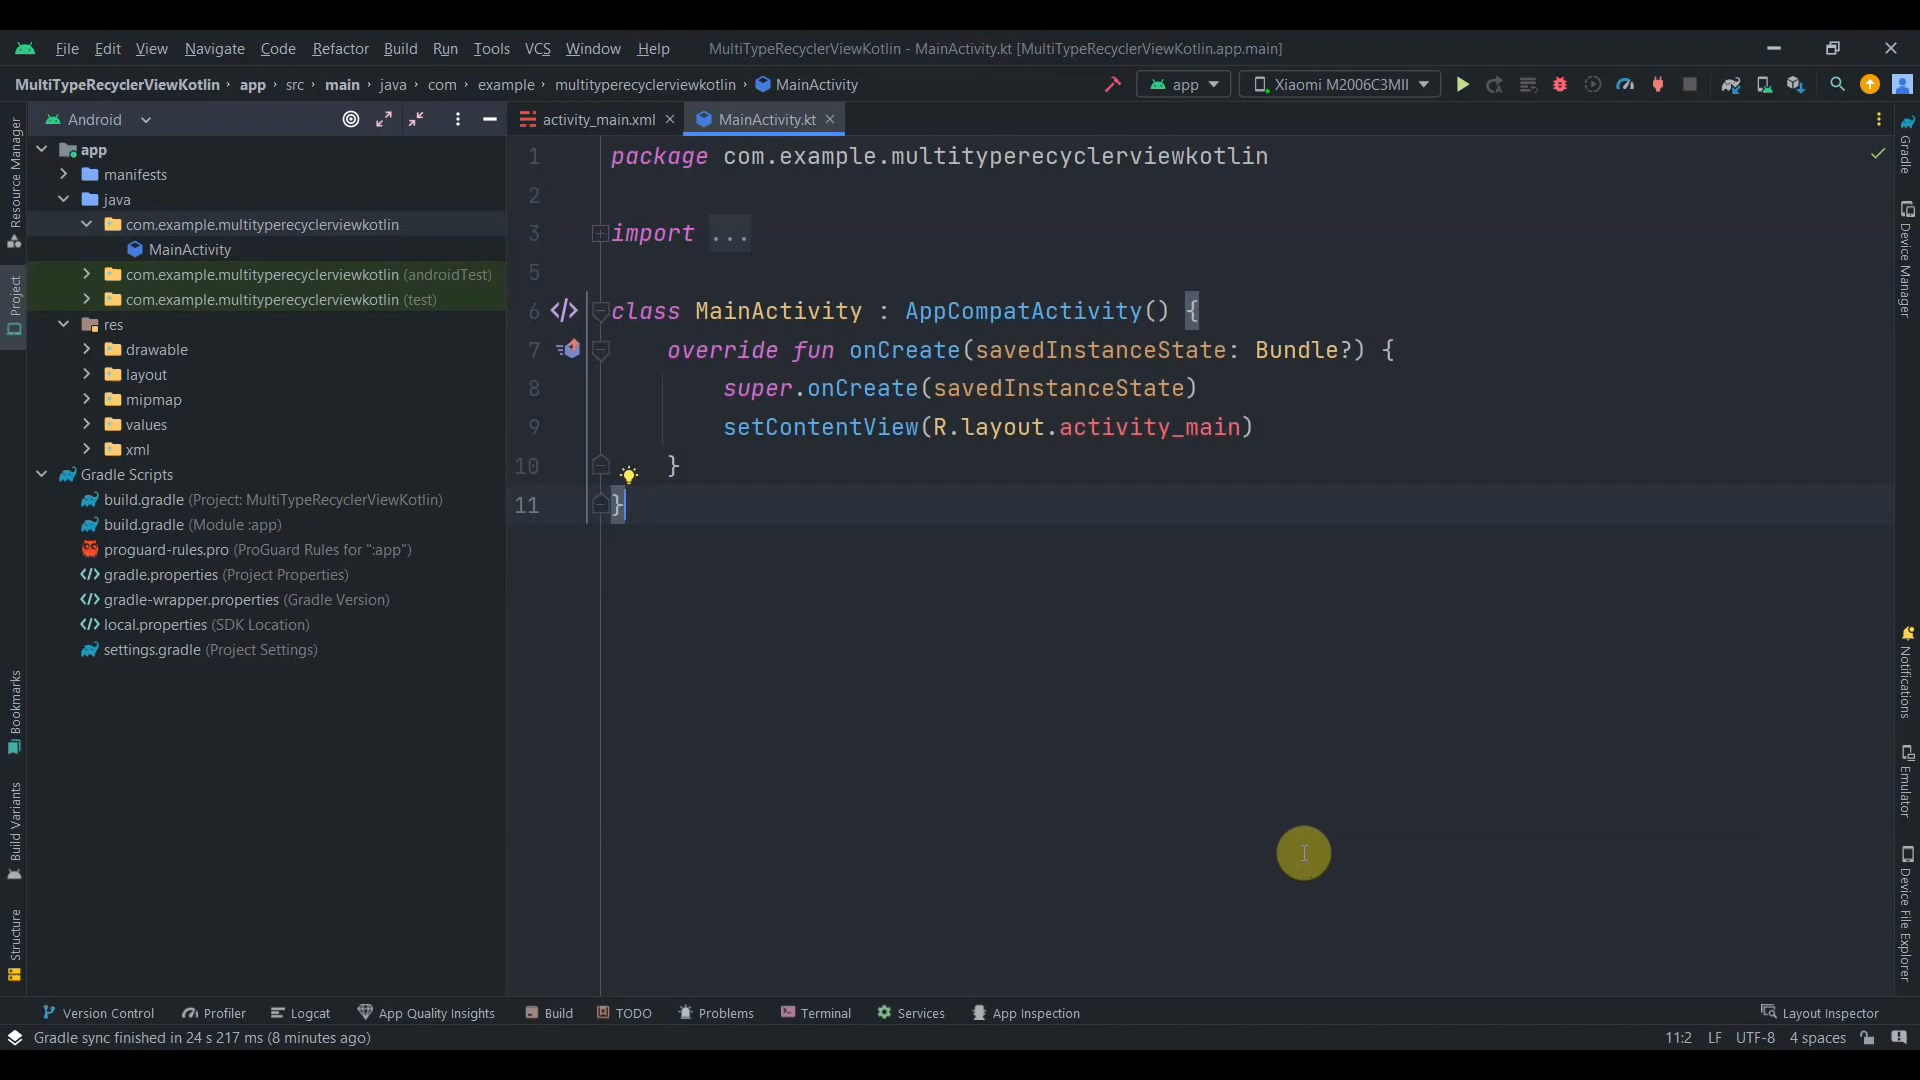 File Edit View Navigate Code Refactor Build Run Tools VCS Window Help MultiTypeRecyclerViewKotlin - MainActivity.kt [MultiTypeRecyclerViewKotlin.app.main]
MultiTypeRecyclerViewKotlin › app › src › main › java › com › example › multityperecyclerviewkotlin › MainActivity app Xiaomi M2006C3MII
Resource Manager
Project
Bookmarks
Build Variants
Structure
Android
app
manifests
java
com.example.multityperecyclerviewkotlin
MainActivity
com.example.multityperecyclerviewkotlin (androidTest)
com.example.multityperecyclerviewkotlin (test)
res
drawable
layout
mipmap
values
xml
Gradle Scripts
build.gradle (Project: MultiTypeRecyclerViewKotlin)
build.gradle (Module :app)
proguard-rules.pro (ProGuard Rules for ":app")
gradle.properties (Project Properties)
gradle-wrapper.properties (Gradle Version)
local.properties (SDK Location)
settings.gradle (Project Settings)
activity_main.xml MainActivity.kt
1 package com.example.multityperecyclerviewkotlin
2
3 import ...
5
6 class MainActivity : AppCompatActivity() {
7 override fun onCreate(savedInstanceState: Bundle?) {
8 super.onCreate(savedInstanceState)
9 setContentView(R.layout.activity_main)
10 }
11 }
Gradle
Device Manager
Notifications
Emulator
Device File Explorer
Version Control Profiler Logcat App Quality Insights Build TODO Problems Terminal Services App Inspection Layout Inspector
Gradle sync finished in 24 s 217 ms (8 minutes ago) 11:2 LF UTF-8 4 spaces